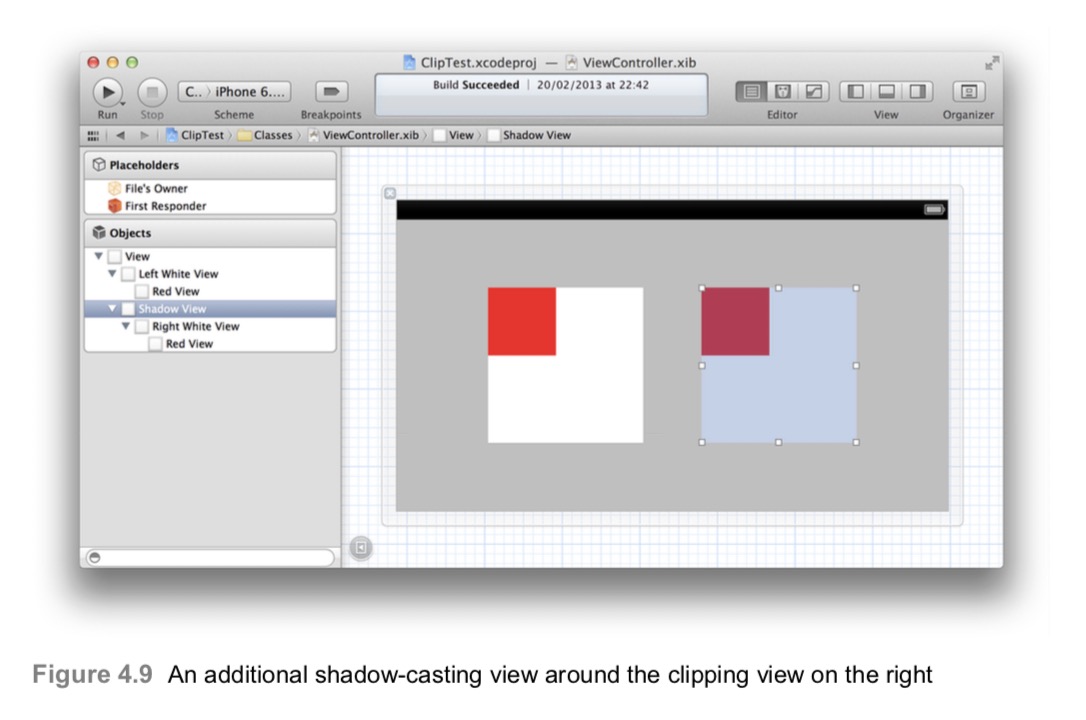 ClipTest.xcodeproj — ViewController.xib
C.. › iPhone 6....
Build Succeeded | 20/02/2013 at 22:42
Run Stop Scheme Breakpoints Editor View Organizer
ClipTest › Classes › ViewController.xib › View › Shadow View
Placeholders
File's Owner
First Responder
Objects
View
Left White View
Red View
Shadow View
Right White View
Red View
Figure 4.9 An additional shadow-casting view around the clipping view on the right